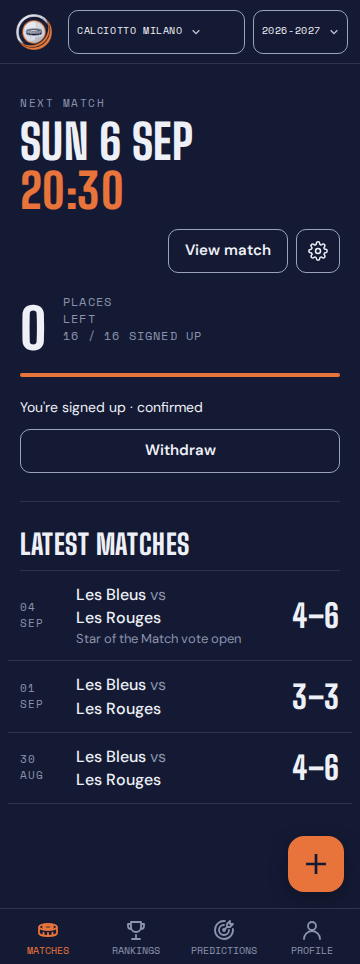 CALCIOTTO MILANO
2026-2027
NEXT MATCH
SUN 6 SEP
20:30
View match
0
PLACES
LEFT
16 / 16 SIGNED UP
You're signed up · confirmed
Withdraw
LATEST MATCHES
04
SEP
Les Bleus vs
Les Rouges
Star of the Match vote open
4–6
01
SEP
Les Bleus vs
Les Rouges
3–3
30
AUG
Les Bleus vs
Les Rouges
4–6
MATCHES
RANKINGS
PREDICTIONS
PROFILE